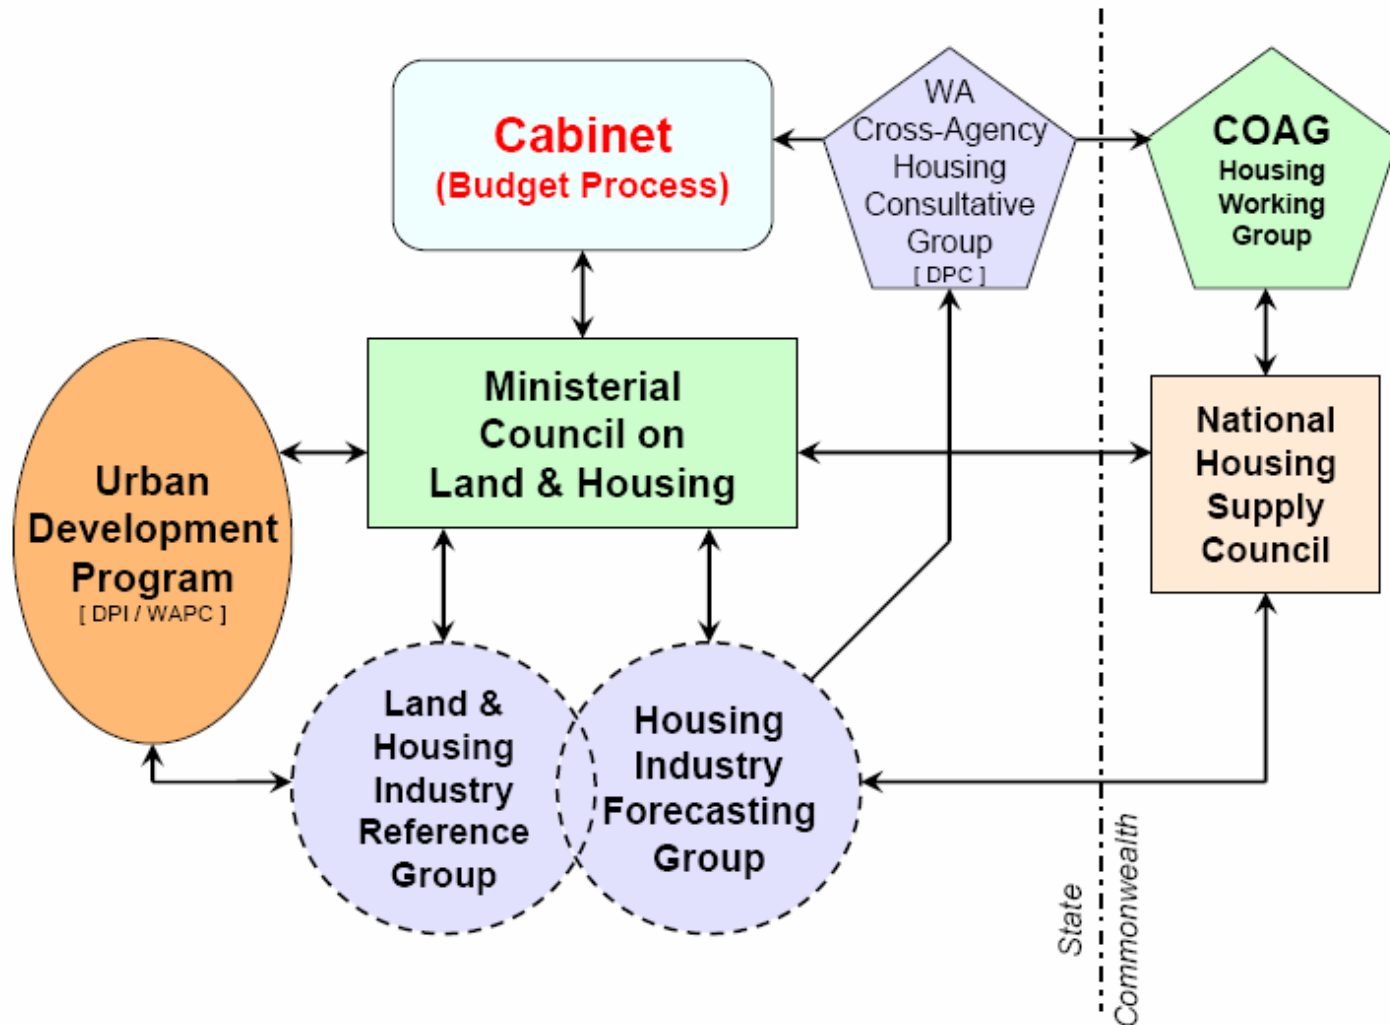 Cabinet
(Budget Process)
WA
Cross-Agency
Housing
Consultative
Group
[ DPC ]
COAG
Housing
Working
Group
Ministerial
Council on
Land & Housing
National
Housing
Supply
Council
Urban
Development
Program
[ DPI / WAPC ]
Land &
Housing
Industry
Reference
Group
Housing
Industry
Forecasting
Group
State
Commonwealth